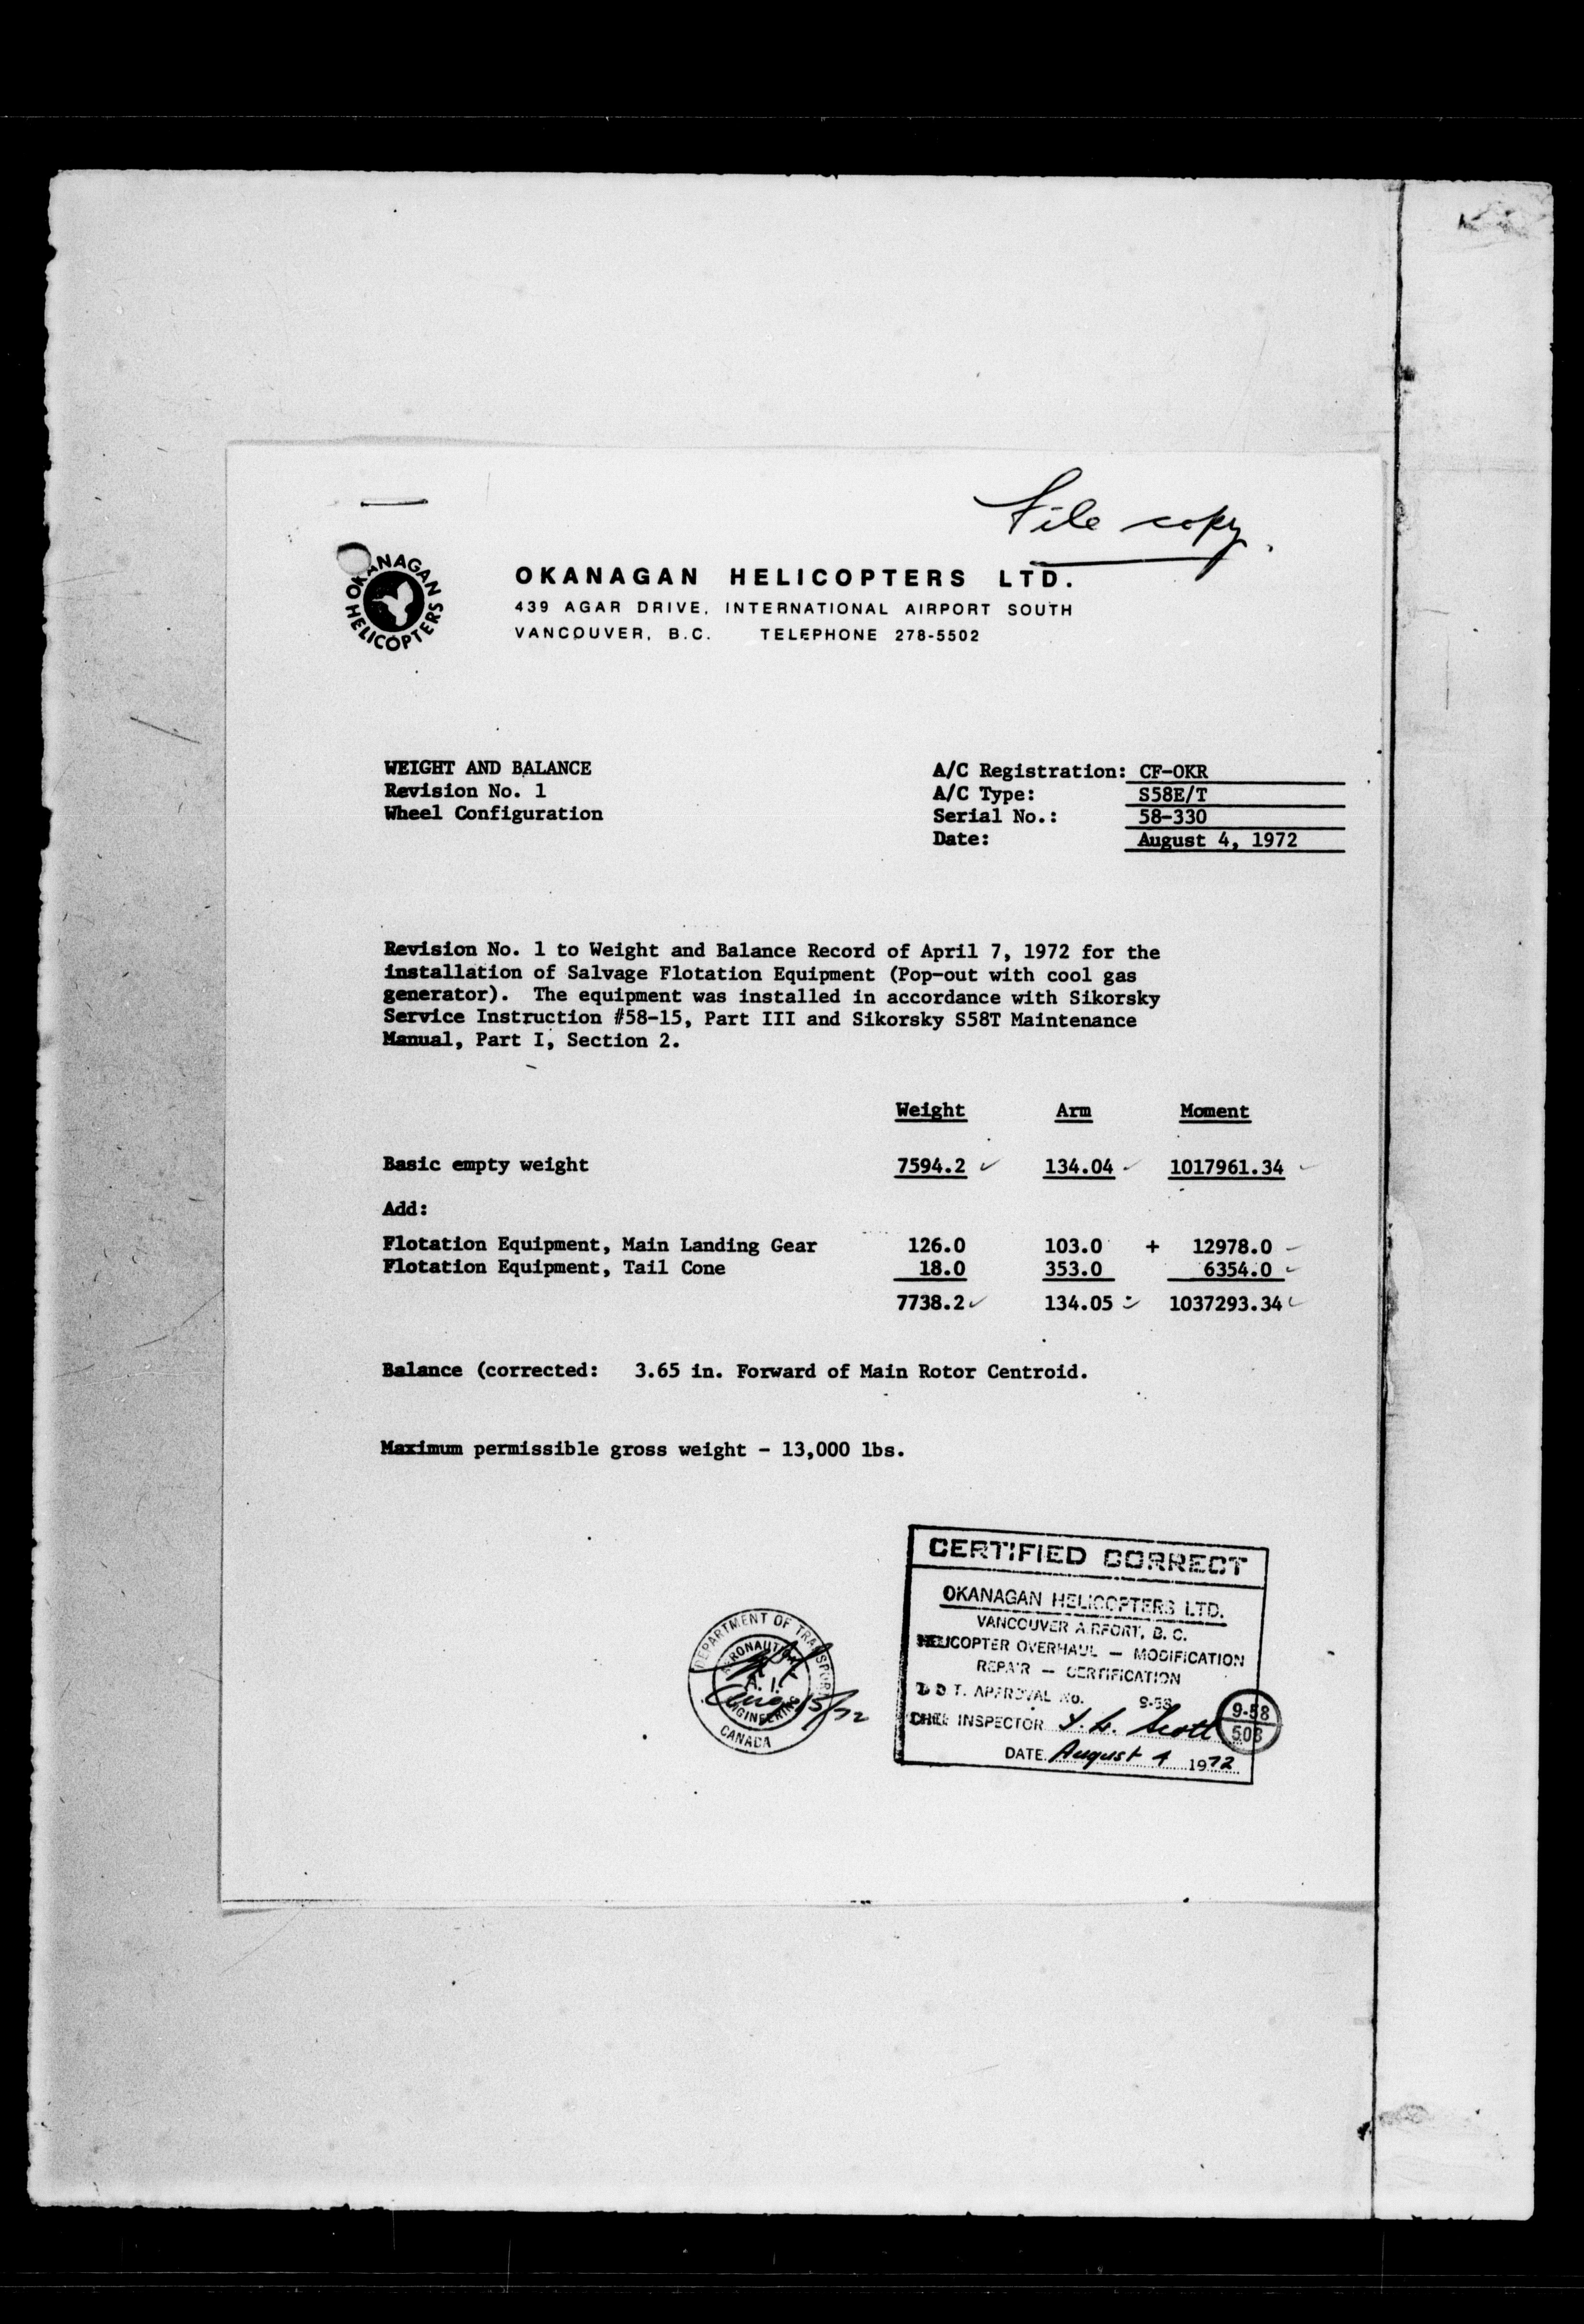 File copy.
OKANAGAN HELICOPTERS
OKANAGAN HELICOPTERS LTD.
439 AGAR DRIVE, INTERNATIONAL AIRPORT SOUTH
VANCOUVER, B.C. TELEPHONE 278-5502
WEIGHT AND BALANCE
Revision No. 1
Wheel Configuration
A/C Registration: CF-OKR
A/C Type: S58E/T
Serial No.: 58-330
Date: August 4, 1972
Revision No. 1 to Weight and Balance Record of April 7, 1972 for the
installation of Salvage Flotation Equipment (Pop-out with cool gas
generator). The equipment was installed in accordance with Sikorsky
Service Instruction #58-15, Part III and Sikorsky S58T Maintenance
Manual, Part I, Section 2.
Weight Arm Moment
Basic empty weight 7594.2 ✓ 134.04 ✓ 1017961.34 ✓
Add:
Flotation Equipment, Main Landing Gear 126.0 103.0 + 12978.0 ✓
Flotation Equipment, Tail Cone 18.0 353.0 6354.0 ✓
7738.2 ✓ 134.05 ✓ 1037293.34 ✓
Balance (corrected: 3.65 in. Forward of Main Rotor Centroid.
Maximum permissible gross weight - 13,000 lbs.
DEPARTMENT OF TRANSPORT
AERONAUTICAL
A. I.
ENGINEERING
CANADA
Aug 15/72
CERTIFIED CORRECT
OKANAGAN HELICOPTERS LTD.
VANCOUVER AIRPORT, B. C.
HELICOPTER OVERHAUL — MODIFICATION
REPAIR — CERTIFICATION
D. O. T. APPROVAL No. 9-58
CHIEF INSPECTOR Scott
9-58
508
DATE August 4 1972